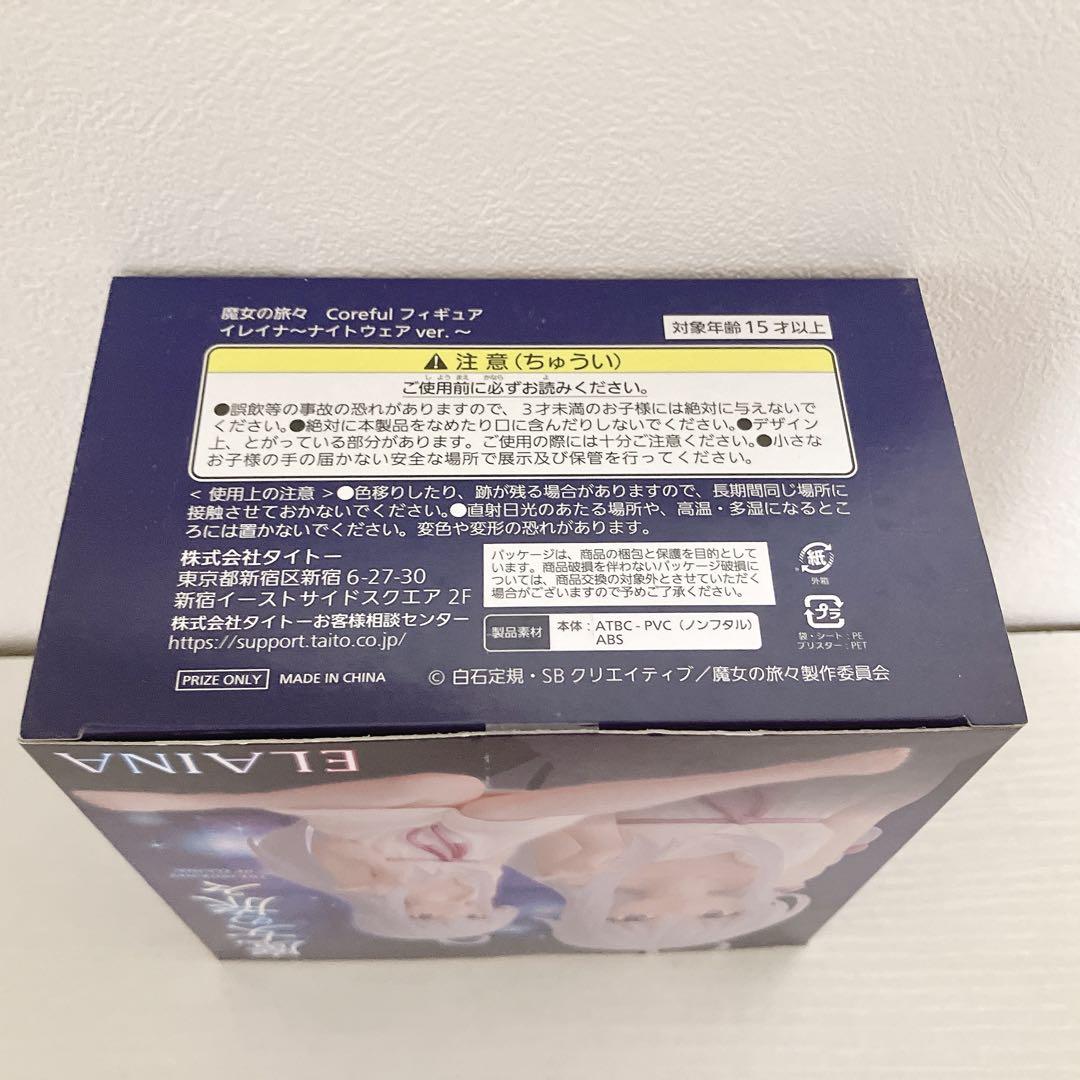 魔女の旅々　Coreful フィギュア
イレイナ～ナイトウェア ver.～
対象年齢 15 才以上
⚠ 注意(ちゅうい)
ご使用前に必ずお読みください。
●誤飲等の事故の恐れがありますので、３才未満のお子様には絶対に与えないで
ください。●絶対に本製品をなめたり口に含んだりしないでください。●デザイン
上、とがっている部分があります。ご使用の際には十分ご注意ください。●小さな
お子様の手の届かない安全な場所で展示及び保管を行ってください。
< 使用上の注意 >●色移りしたり、跡が残る場合がありますので、長期間同じ場所に
接触させておかないでください。●直射日光のあたる場所や、高温・多湿になるとこ
ろには置かないでください。変色や変形の恐れがあります。
株式会社タイトー
東京都新宿区新宿 6-27-30
新宿イーストサイドスクエア 2F
株式会社タイトーお客様相談センター
https://support.taito.co.jp/
パッケージは、商品の梱包と保護を目的として
います。商品破損を伴わないパッケージ破損に
ついては、商品交換の対象外とさせていただく
場合がございますので予めご了承ください。
製品素材
本体：ATBC - PVC（ノンフタル）
ABS
紙
外箱
プラ
袋・シート：PE
ブリスター：PET
PRIZE ONLY
MADE IN CHINA
© 白石定規・SB クリエイティブ／魔女の旅々製作委員会
ELAINA
魔女の旅々